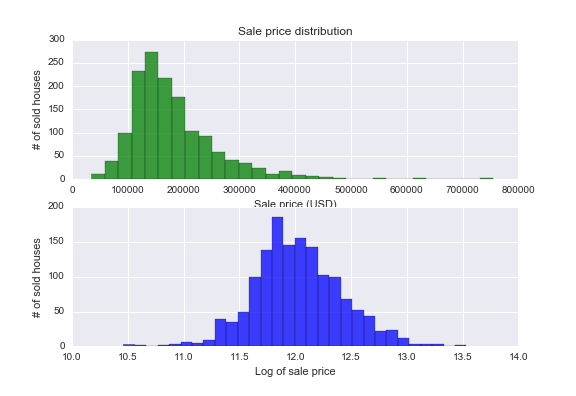 Sale price distribution
300
250
200
150
100
50
0
# of sold houses
0 100000 200000 300000 400000 500000 600000 700000 800000
Sale price (USD)
200
150
100
50
0
# of sold houses
10.0 10.5 11.0 11.5 12.0 12.5 13.0 13.5 14.0
Log of sale price